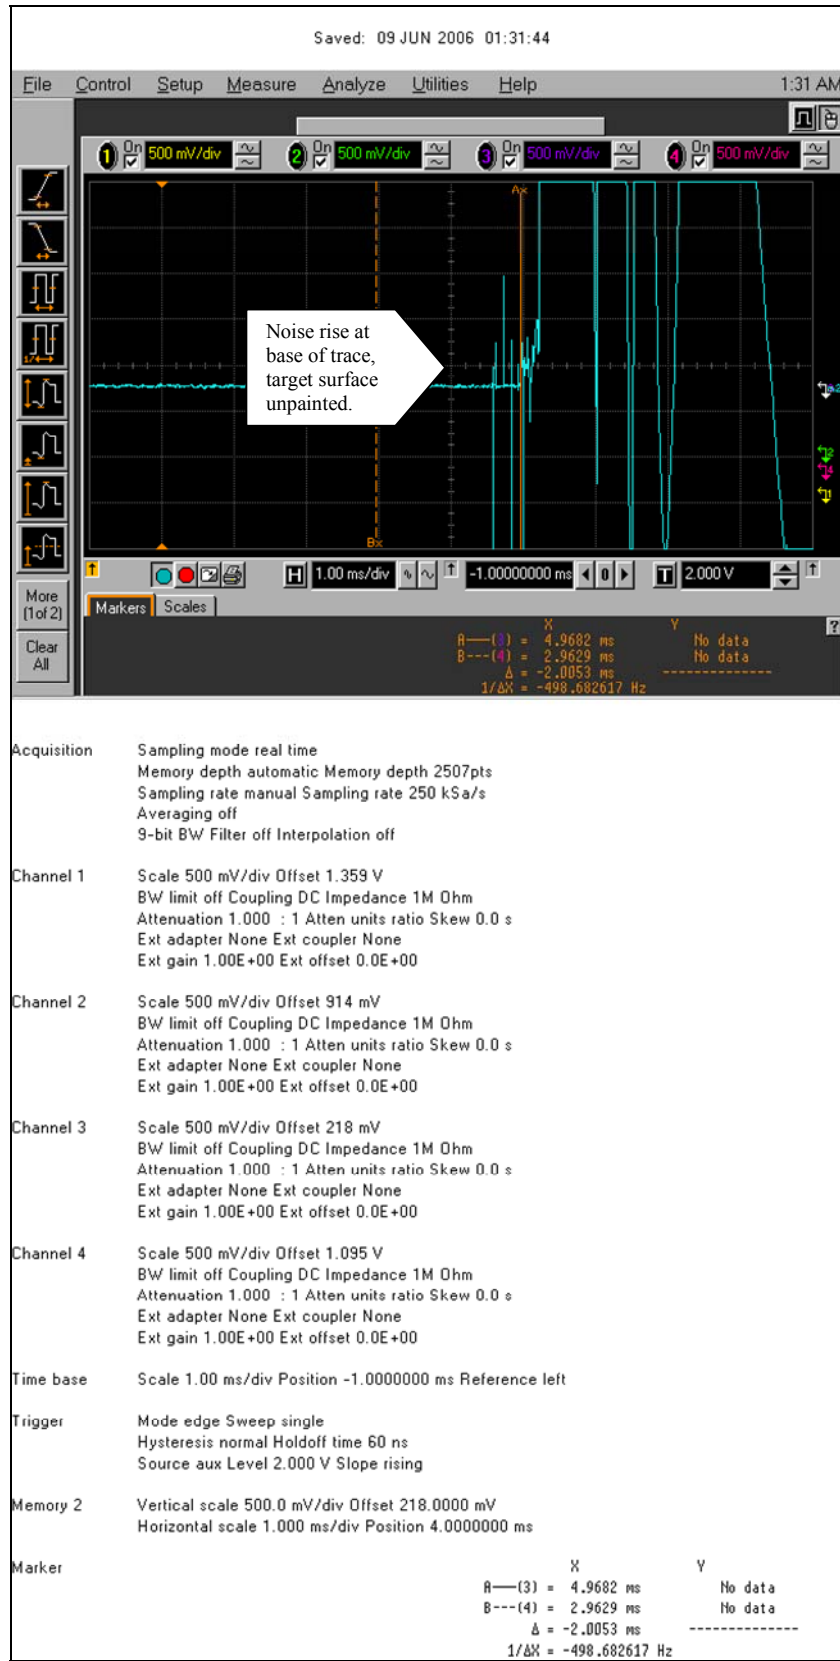 Saved: 09 JUN 2006 01:31:44
File Control Setup Measure Analyze Utilities Help 1:31 AM
1 On 500 mV/div 2 On 500 mV/div 3 On 500 mV/div 4 On 500 mV/div
Ax
Noise rise at
base of trace,
target surface
unpainted.
Bx
H 1.00 ms/div -1.00000000 ms 0 T 2.000 V
More
(1of 2)
Clear
All
Markers Scales
X Y
A——(3) = 4.9682 ms No data
B---(4) = 2.9629 ms No data
Δ = -2.0053 ms --------------
1/ΔX = -498.682617 Hz
?
Acquisition Sampling mode real time
Memory depth automatic Memory depth 2507pts
Sampling rate manual Sampling rate 250 kSa/s
Averaging off
9-bit BW Filter off Interpolation off
Channel 1 Scale 500 mV/div Offset 1.359 V
BW limit off Coupling DC Impedance 1M Ohm
Attenuation 1.000 : 1 Atten units ratio Skew 0.0 s
Ext adapter None Ext coupler None
Ext gain 1.00E+00 Ext offset 0.0E+00
Channel 2 Scale 500 mV/div Offset 914 mV
BW limit off Coupling DC Impedance 1M Ohm
Attenuation 1.000 : 1 Atten units ratio Skew 0.0 s
Ext adapter None Ext coupler None
Ext gain 1.00E+00 Ext offset 0.0E+00
Channel 3 Scale 500 mV/div Offset 218 mV
BW limit off Coupling DC Impedance 1M Ohm
Attenuation 1.000 : 1 Atten units ratio Skew 0.0 s
Ext adapter None Ext coupler None
Ext gain 1.00E+00 Ext offset 0.0E+00
Channel 4 Scale 500 mV/div Offset 1.095 V
BW limit off Coupling DC Impedance 1M Ohm
Attenuation 1.000 : 1 Atten units ratio Skew 0.0 s
Ext adapter None Ext coupler None
Ext gain 1.00E+00 Ext offset 0.0E+00
Time base Scale 1.00 ms/div Position -1.0000000 ms Reference left
Trigger Mode edge Sweep single
Hysteresis normal Holdoff time 60 ns
Source aux Level 2.000 V Slope rising
Memory 2 Vertical scale 500.0 mV/div Offset 218.0000 mV
Horizontal scale 1.000 ms/div Position 4.0000000 ms
Marker X Y
A——(3) = 4.9682 ms No data
B---(4) = 2.9629 ms No data
Δ = -2.0053 ms --------------
1/ΔX = -498.682617 Hz